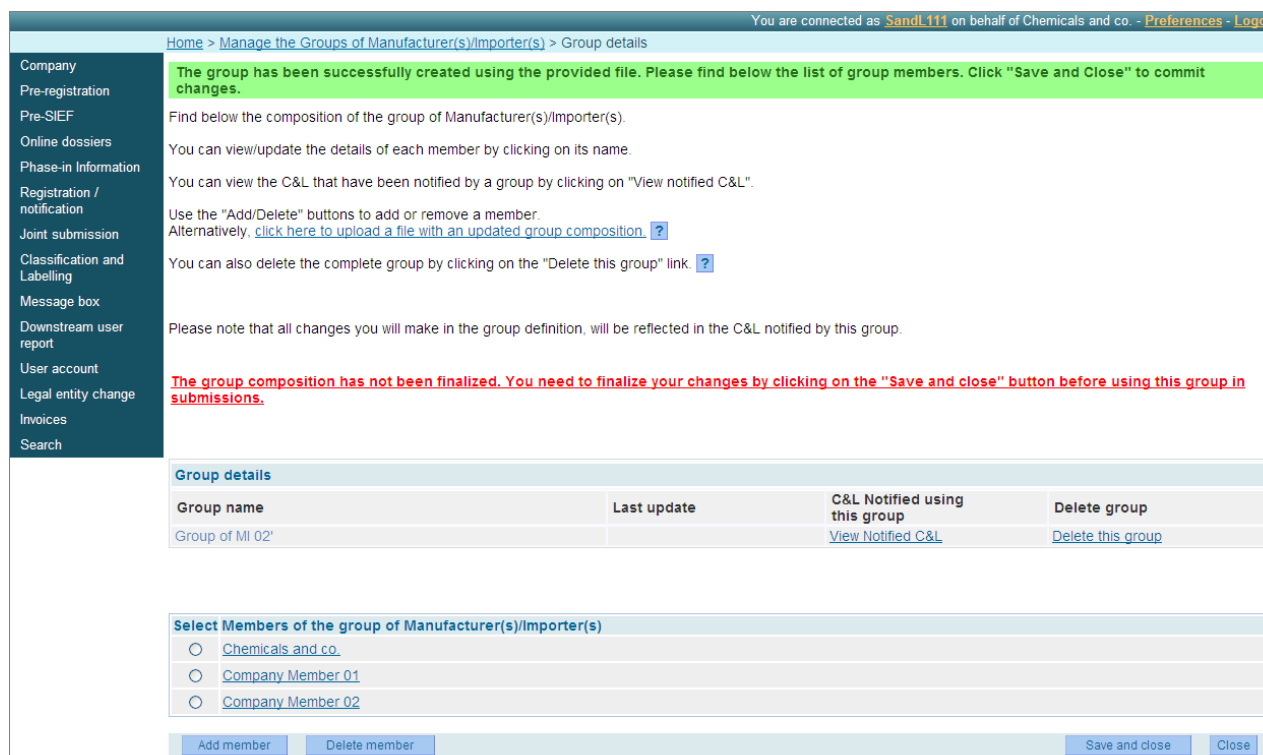 You are connected as SandL111 on behalf of Chemicals and co. - Preferences - Logo
Home > Manage the Groups of Manufacturer(s)/Importer(s) > Group details
Company
Pre-registration
Pre-SIEF
Online dossiers
Phase-in Information
Registration /
notification
Joint submission
Classification and
Labelling
Message box
Downstream user
report
User account
Legal entity change
Invoices
Search
The group has been successfully created using the provided file. Please find below the list of group members. Click "Save and Close" to commit
changes.
Find below the composition of the group of Manufacturer(s)/Importer(s).
You can view/update the details of each member by clicking on its name.
You can view the C&L that have been notified by a group by clicking on "View notified C&L".
Use the "Add/Delete" buttons to add or remove a member.
Alternatively, click here to upload a file with an updated group composition. ?
You can also delete the complete group by clicking on the "Delete this group" link. ?
Please note that all changes you will make in the group definition, will be reflected in the C&L notified by this group.
The group composition has not been finalized. You need to finalize your changes by clicking on the "Save and close" button before using this group in
submissions.
Group details
Group name Last update C&L Notified using this group Delete group
Group of MI 02' View Notified C&L Delete this group
Select Members of the group of Manufacturer(s)/Importer(s)
Chemicals and co.
Company Member 01
Company Member 02
Add member Delete member Save and close Close